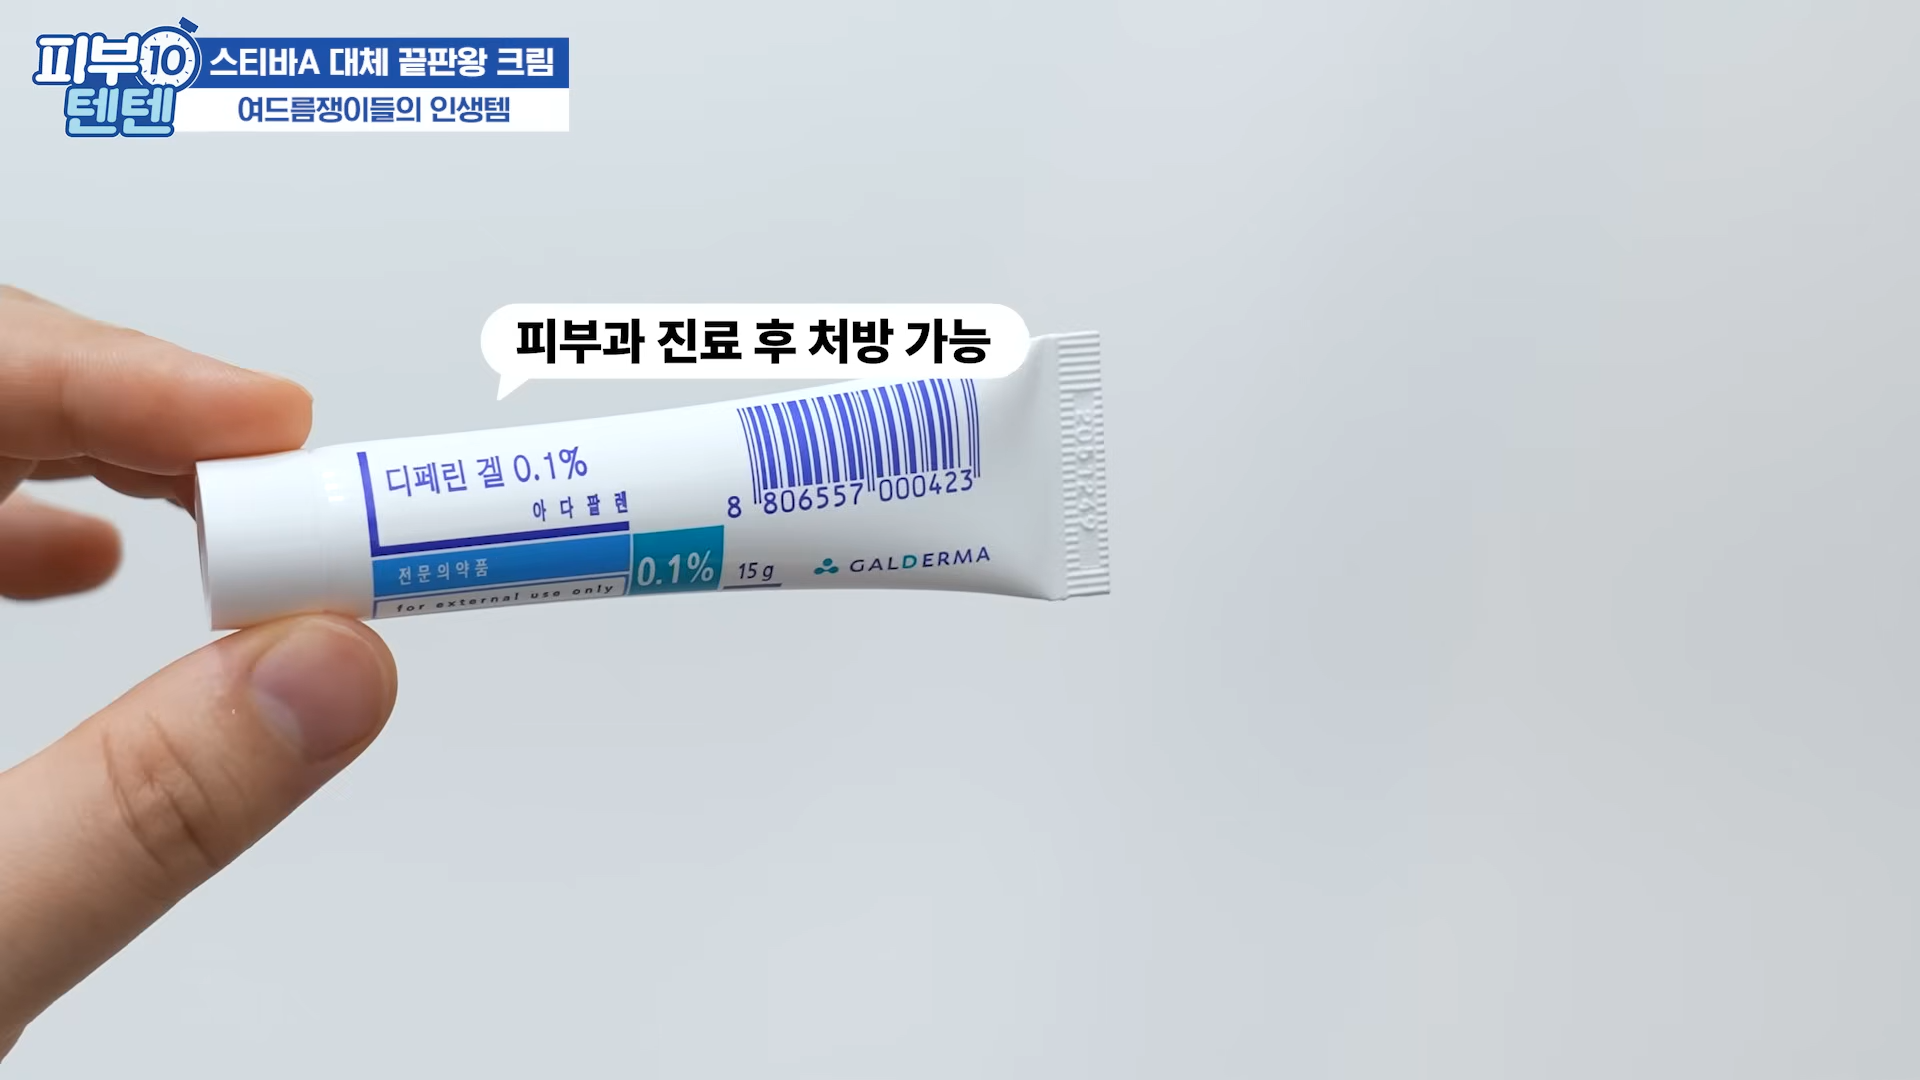 피부10
텐텐
스티바A 대체 끝판왕 크림
여드름쟁이들의 인생템
피부과 진료 후 처방 가능
디페린 겔 0.1%
아다팔렌
전문의약품
for external use only
0.1%
15 g
8 806557 000423
GALDERMA